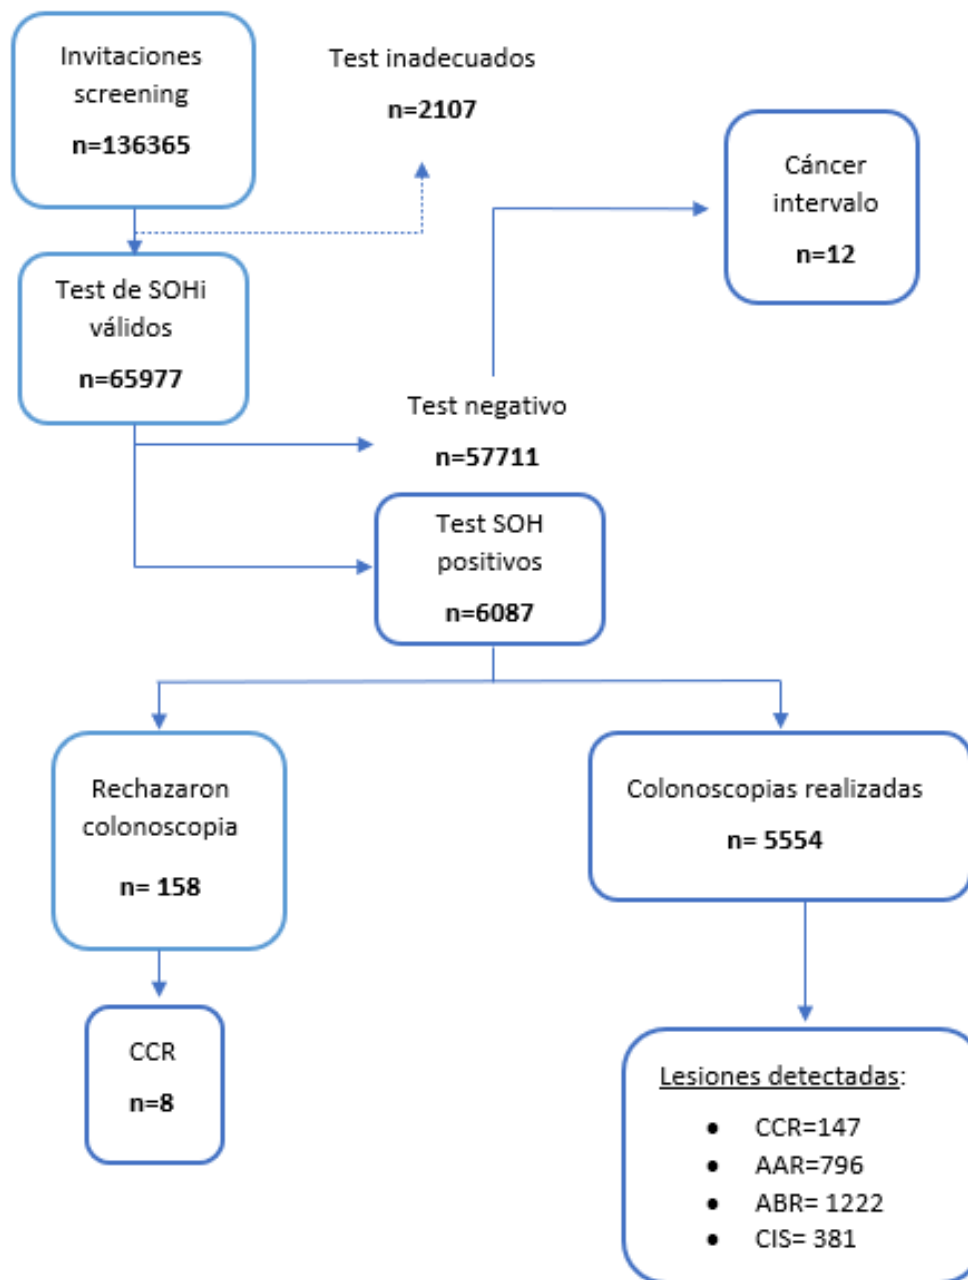 Invitaciones
screening
n=136365
Test inadecuados
n=2107
Cáncer
intervalo
n=12
Test de SOHi
válidos
n=65977
Test negativo
n=57711
Test SOH
positivos
n=6087
Rechazaron
colonoscopia
n= 158
Colonoscopias realizadas
n= 5554
CCR
n=8
Lesiones detectadas:
• CCR=147
• AAR=796
• ABR= 1222
• CIS= 381